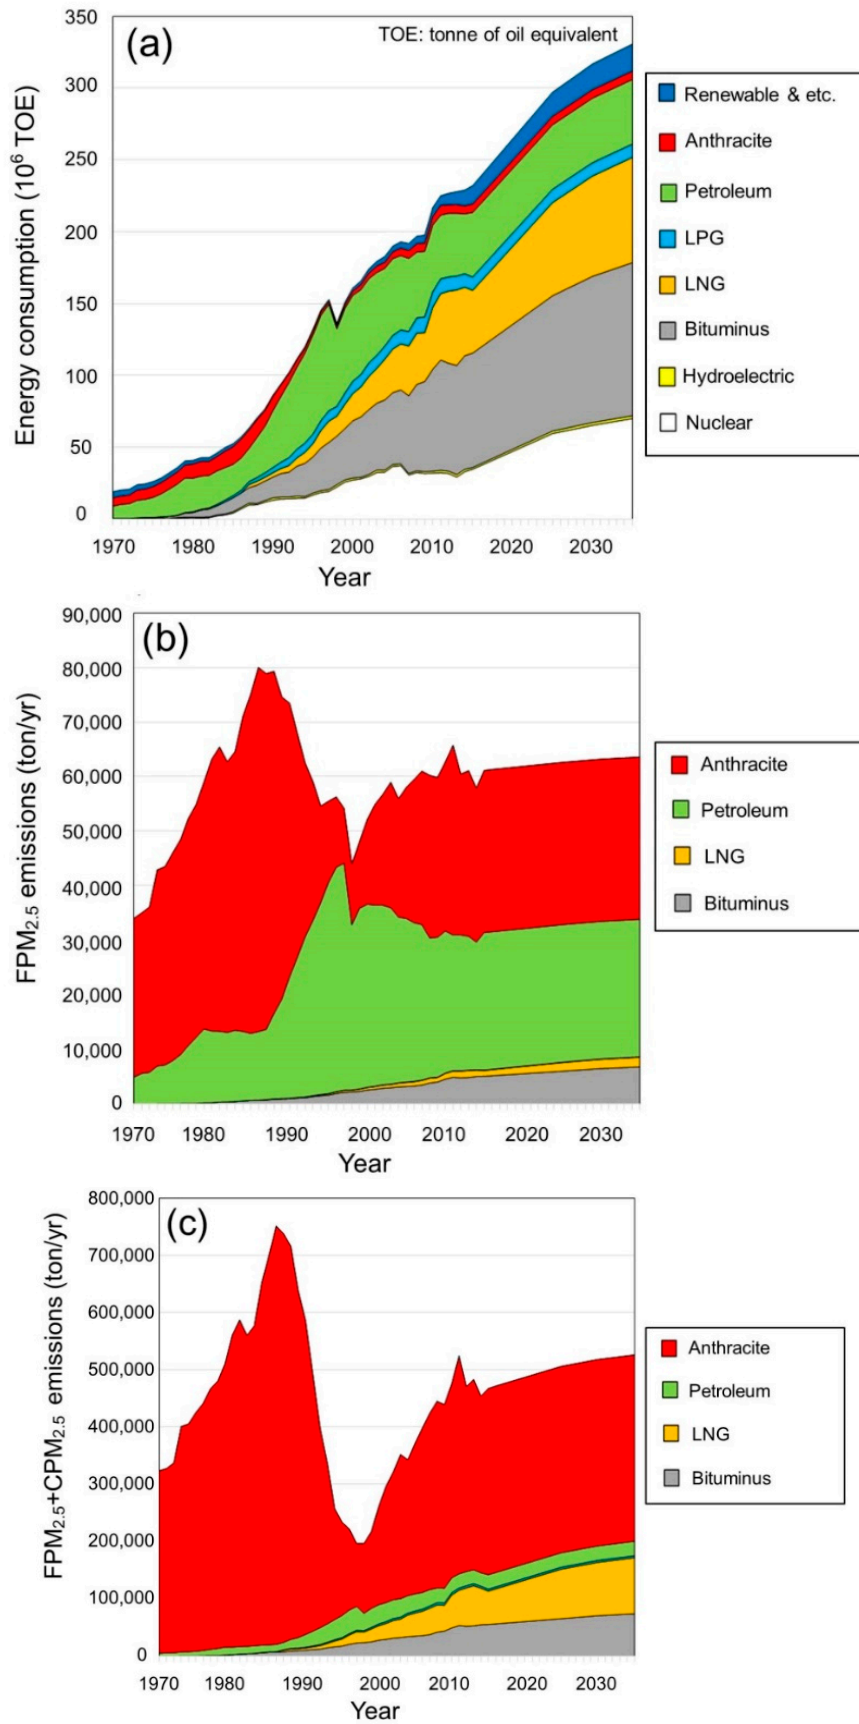 (a)
TOE: tonne of oil equivalent
Energy consumption (10⁶ TOE)
350
300
250
200
150
100
50
0
1970 1980 1990 2000 2010 2020 2030
Year
Renewable & etc.
Anthracite
Petroleum
LPG
LNG
Bituminus
Hydroelectric
Nuclear
(b)
FPM₂.₅ emissions (ton/yr)
90,000
80,000
70,000
60,000
50,000
40,000
30,000
20,000
10,000
0
1970 1980 1990 2000 2010 2020 2030
Year
Anthracite
Petroleum
LNG
Bituminus
(c)
FPM₂.₅+CPM₂.₅ emissions (ton/yr)
800,000
700,000
600,000
500,000
400,000
300,000
200,000
100,000
0
1970 1980 1990 2000 2010 2020 2030
Year
Anthracite
Petroleum
LNG
Bituminus